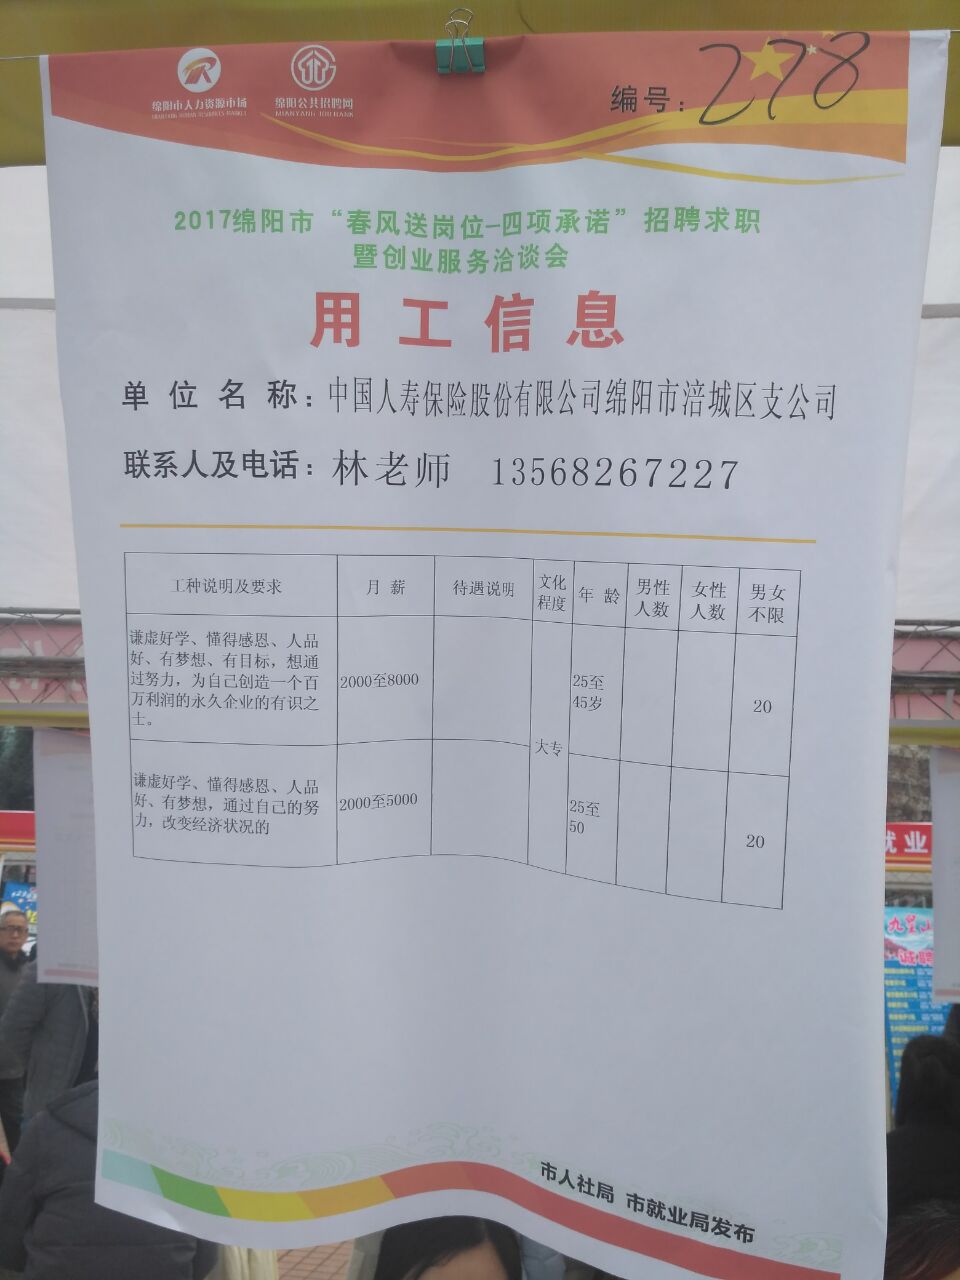 绵阳市人力资源市场
MIANYANG HUMAN RESOURCES MARKET
绵阳公共招聘网
MIANYANG JOB BANK
编号：278
2017绵阳市“春风送岗位-四项承诺”招聘求职
暨创业服务洽谈会
用工信息
单位名称：中国人寿保险股份有限公司绵阳市涪城区支公司
联系人及电话：林老师 13568267227
工种说明及要求 月薪 待遇说明 文化程度 年龄 男性人数 女性人数 男女不限
谦虚好学、懂得感恩、人品
好、有梦想、有目标，想通
过努力，为自己创造一个百
万利润的永久企业的有识之
士。
2000至8000
大专
25至
45岁
20
谦虚好学、懂得感恩、人品
好、有梦想，通过自己的努
力，改变经济状况的
2000至5000
25至
50
20
市人社局 市就业局发布
就业
诚聘